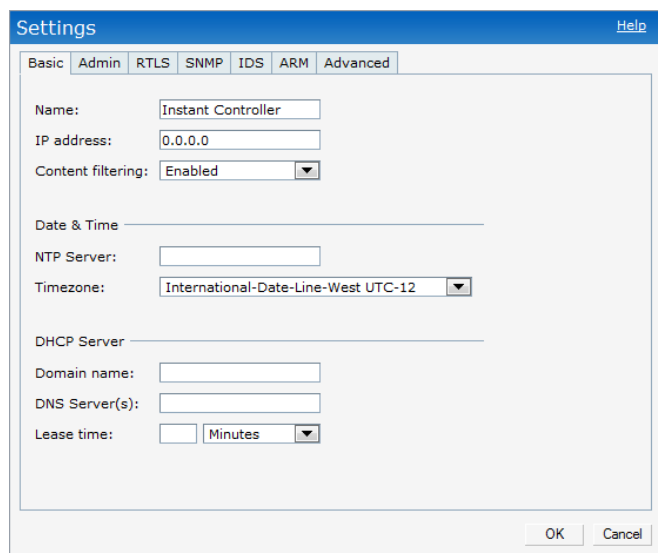 Settings Help
Basic Admin RTLS SNMP IDS ARM Advanced
Name: Instant Controller
IP address: 0.0.0.0
Content filtering: Enabled
Date & Time
NTP Server:
Timezone: International-Date-Line-West UTC-12
DHCP Server
Domain name:
DNS Server(s):
Lease time: Minutes
OK Cancel